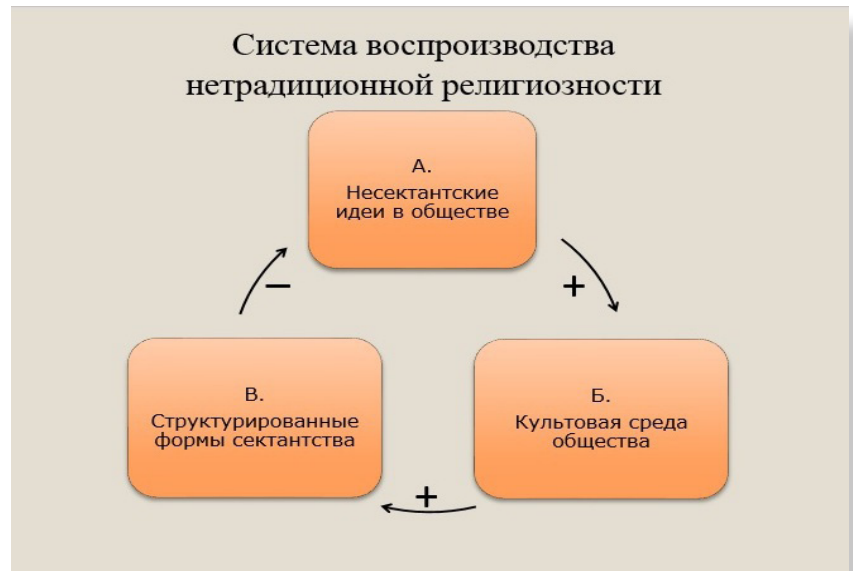 Система воспроизводства
нетрадиционной религиозности
А.
Несектантские
идеи в обществе
−
+
В.
Структурированные
формы сектантства
Б.
Культовая среда
общества
+